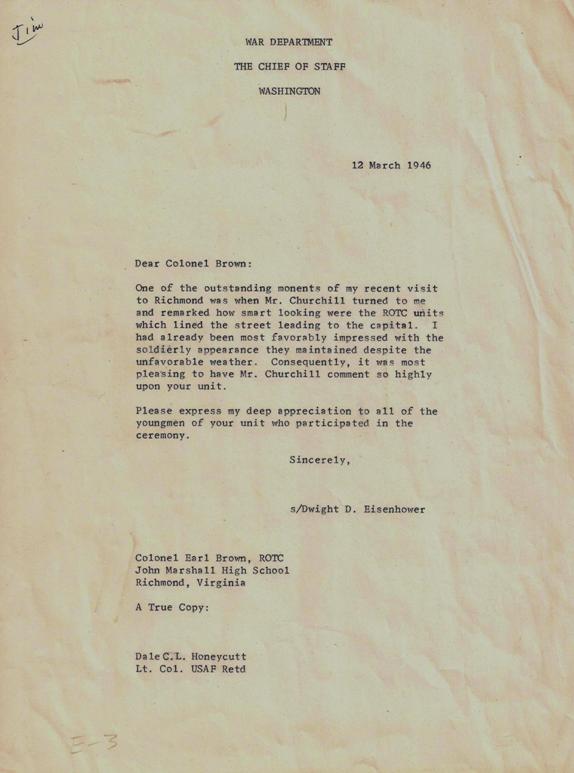 Jim
WAR DEPARTMENT
THE CHIEF OF STAFF
WASHINGTON
12 March 1946
Dear Colonel Brown:
One of the outstanding monents of my recent visit
to Richmond was when Mr. Churchill turned to me
and remarked how smart looking were the ROTC units
which lined the street leading to the capital.  I
had already been most favorably impressed with the
soldierly appearance they maintained despite the
unfavorable weather.  Consequently, it was most
pleasing to have Mr. Churchill comment so highly
upon your unit.
Please express my deep appreciation to all of the
youngmen of your unit who participated in the
ceremony.
Sincerely,
s/Dwight D. Eisenhower
Colonel Earl Brown, ROTC
John Marshall High School
Richmond, Virginia
A True Copy:
Dale C.L. Honeycutt
Lt. Col. USAF Retd
E-3